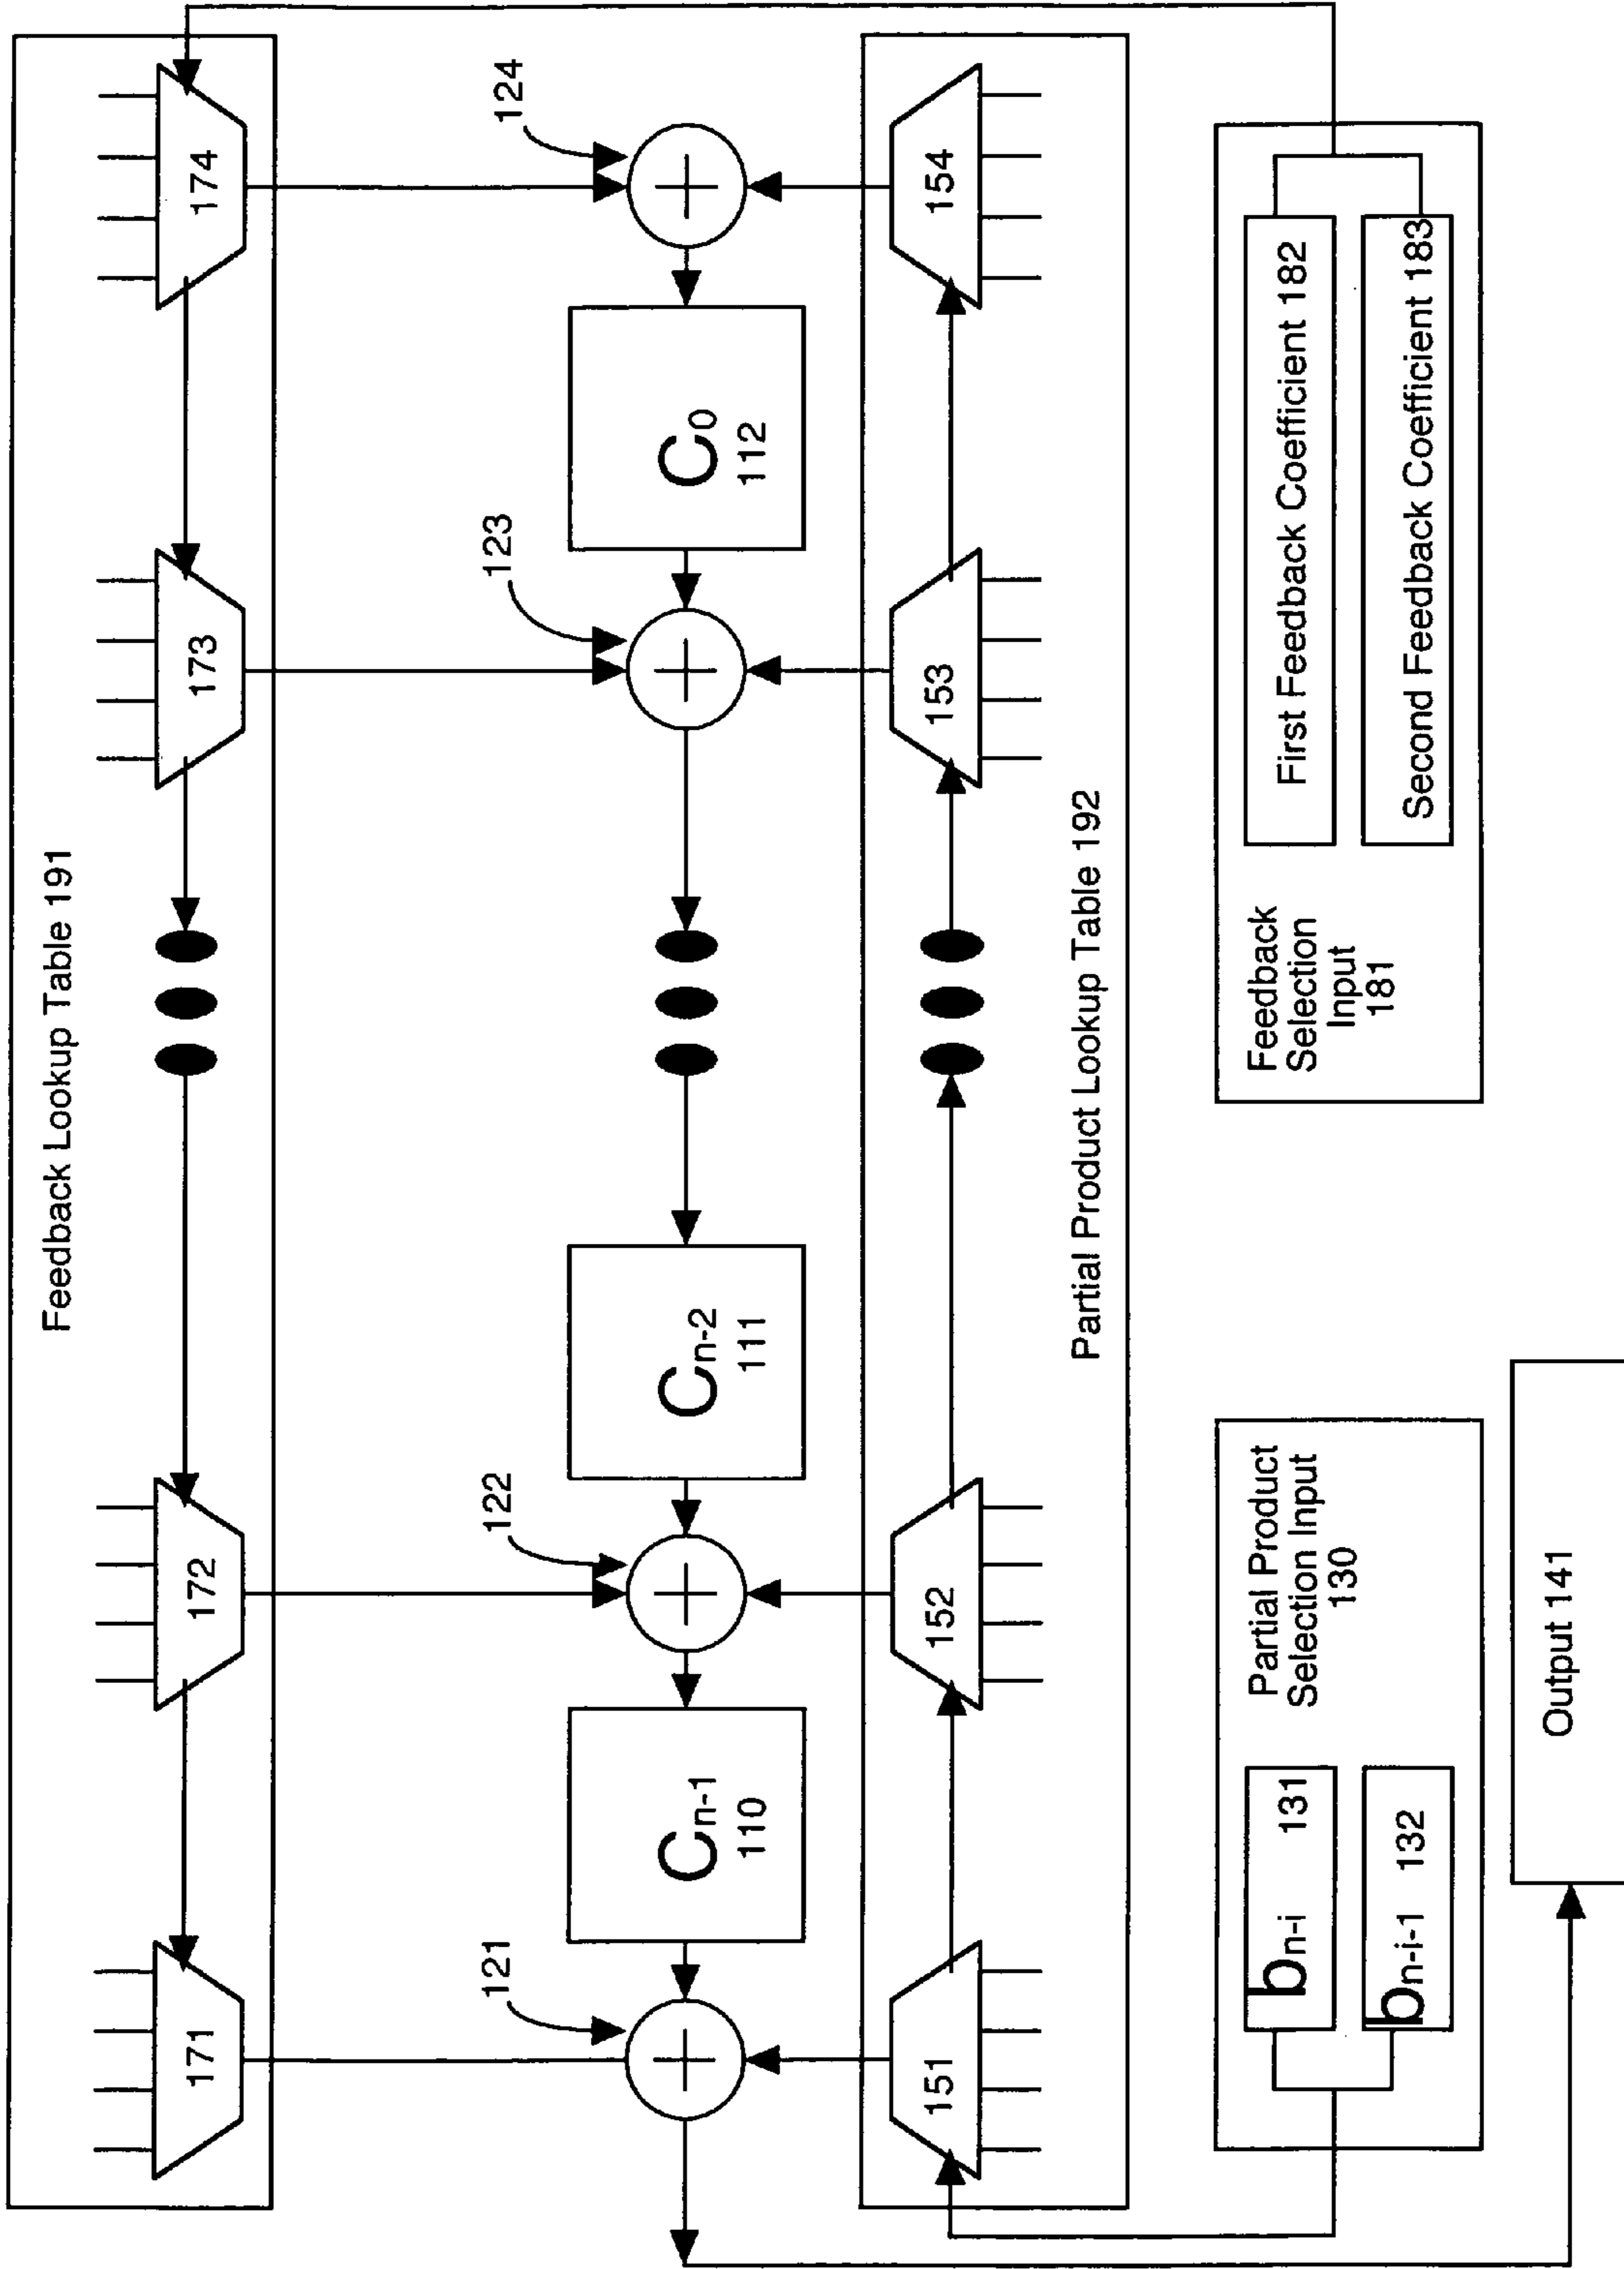 Feedback Lookup Table 191
171
172
173
174
121
122
123
124
Cn-1
110
Cn-2
111
C0
112
151
152
153
154
Partial Product Lookup Table 192
Partial Product
Selection Input
130
bn-i 131
bn-i-1 132
Feedback
Selection
Input
181
First Feedback Coefficient 182
Second Feedback Coefficient 183
Output 141